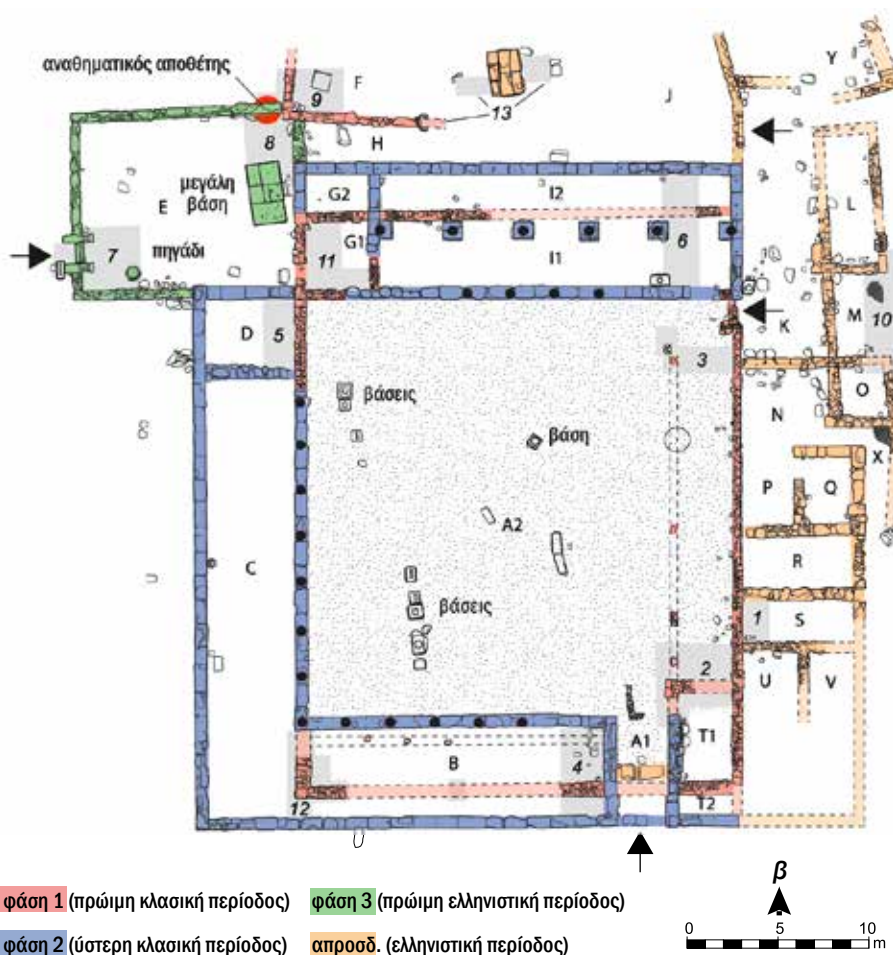 αναθηματικός αποθέτης
F
9
13
J
Y
8
H
μεγάλη
βάση
E
G2
I2
L
7
πηγάδι
11
G1
I1
6
D
5
3
K
M
10
O
βάσεις
βάση
N
X
P
Q
A2
C
R
βάσεις
1
S
2
U
V
A1
T1
B
4
12
T2
φάση 1 (πρώιμη κλασική περίοδος)
φάση 3 (πρώιμη ελληνιστική περίοδος)
φάση 2 (ύστερη κλασική περίοδος)
απροσδ. (ελληνιστική περίοδος)
β
0 5 10
m